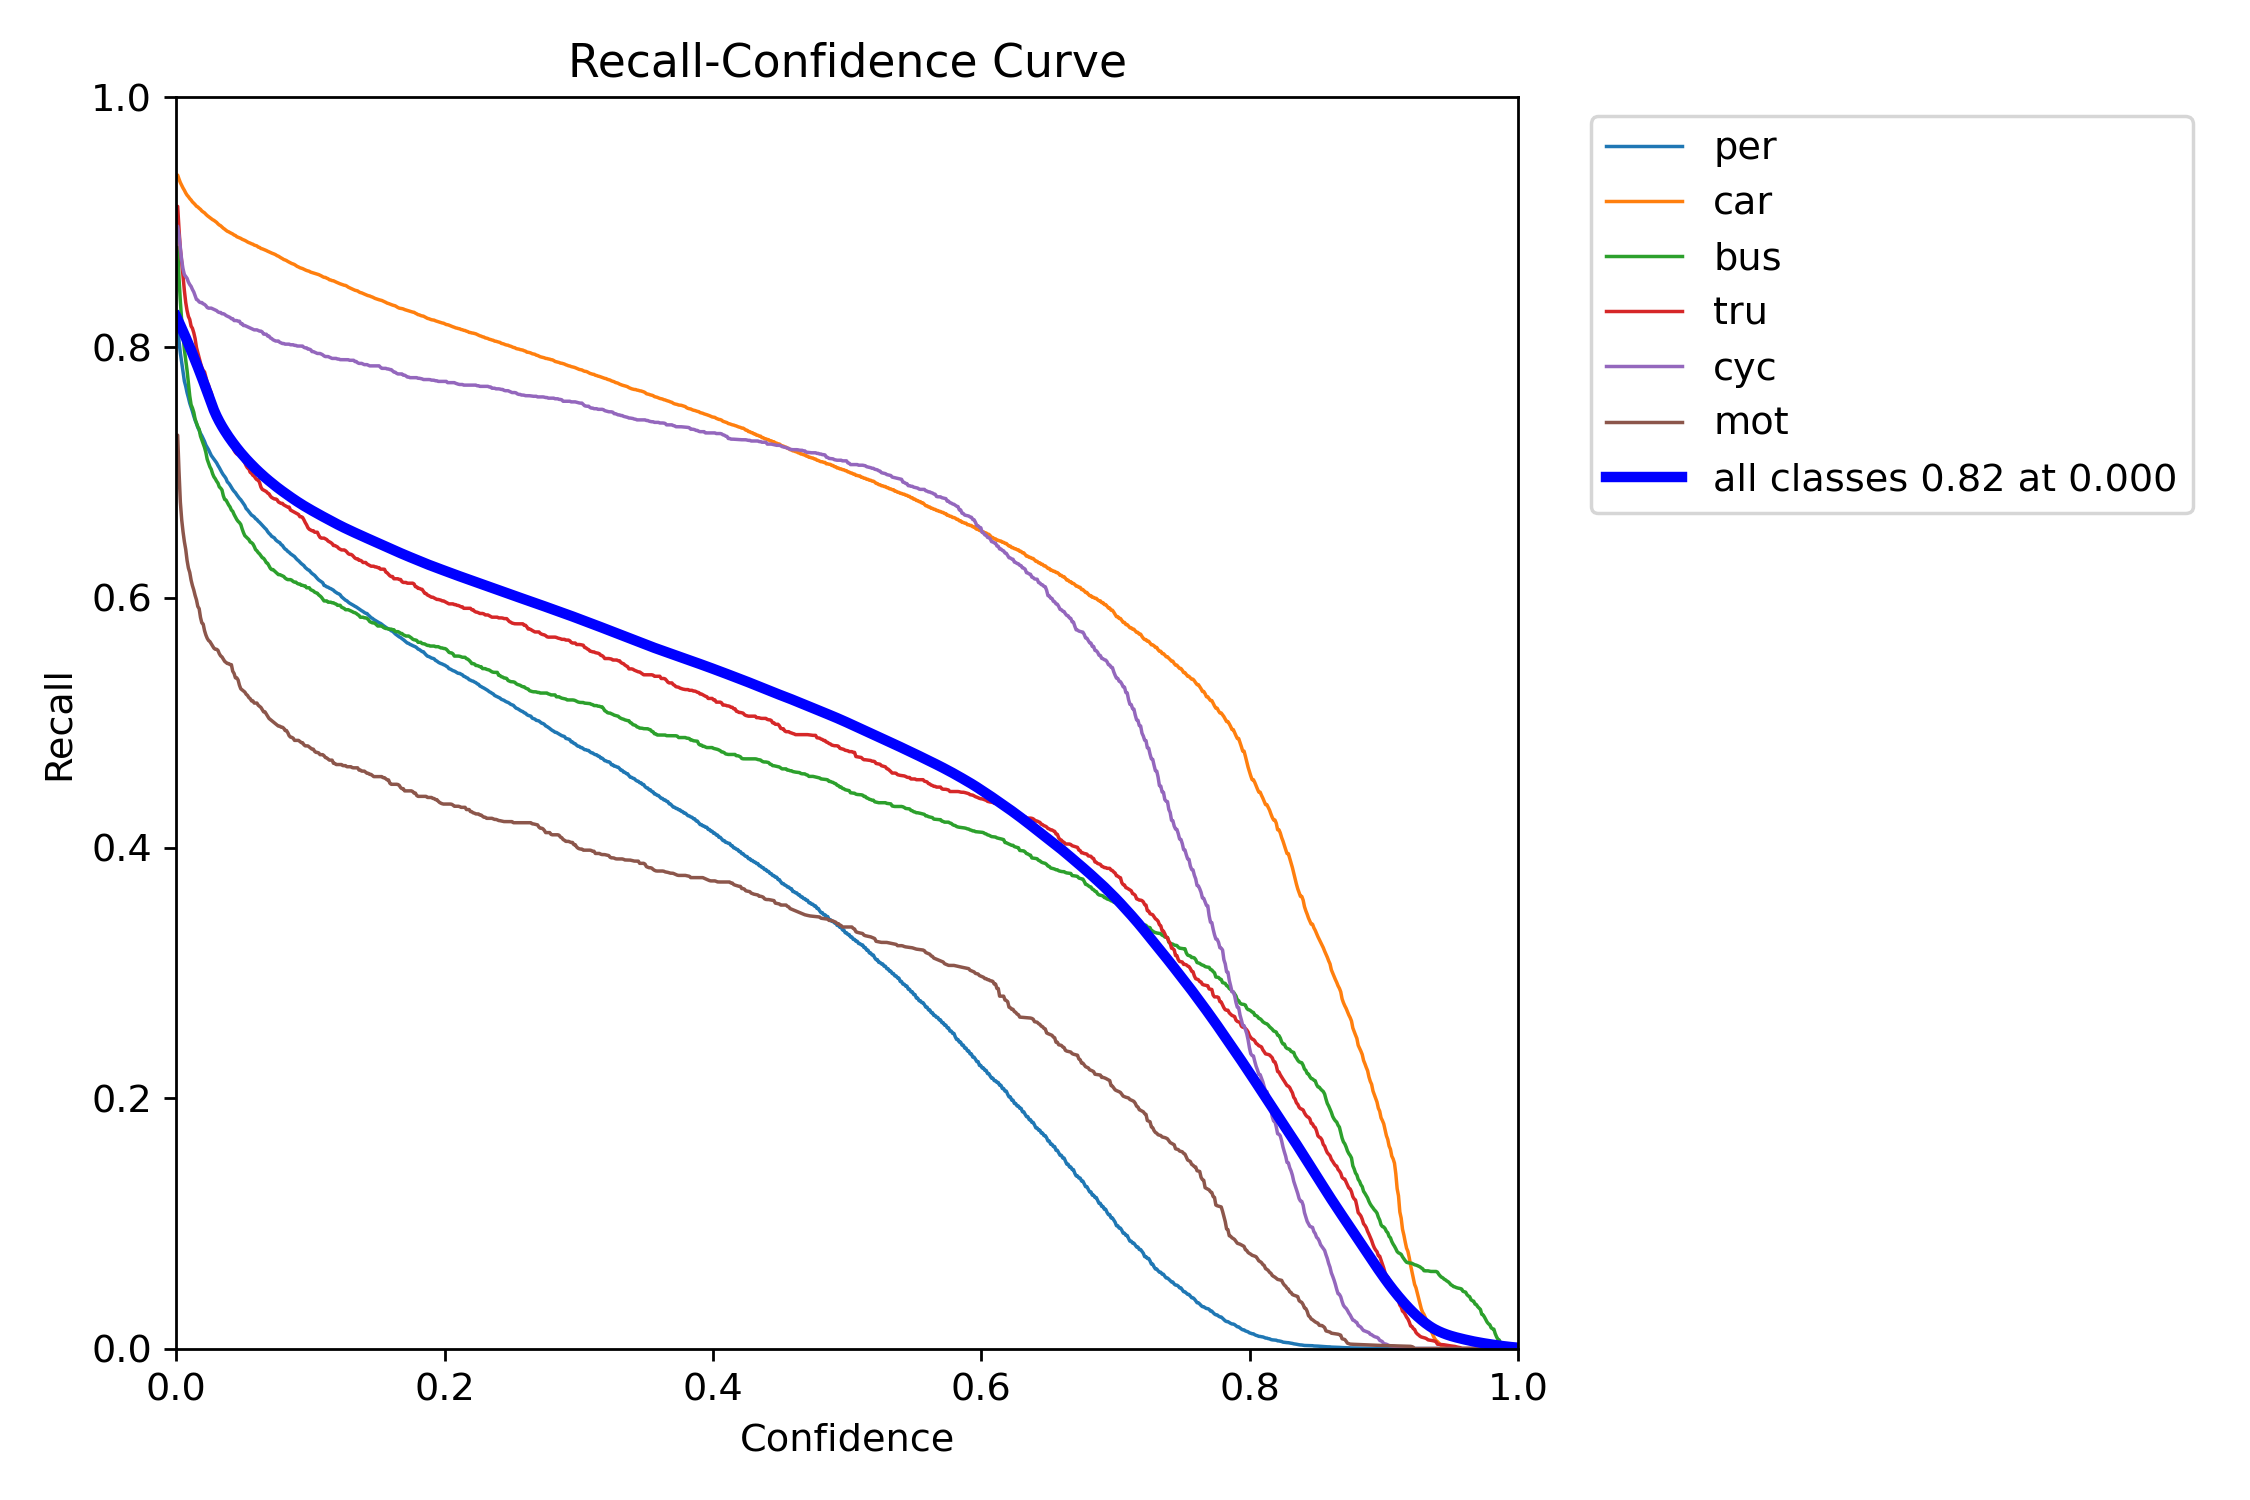 Recall-Confidence Curve
1.0
0.8
0.6
0.4
0.2
0.0
Recall
0.0 0.2 0.4 0.6 0.8 1.0
Confidence
per
car
bus
tru
cyc
mot
all classes 0.82 at 0.000